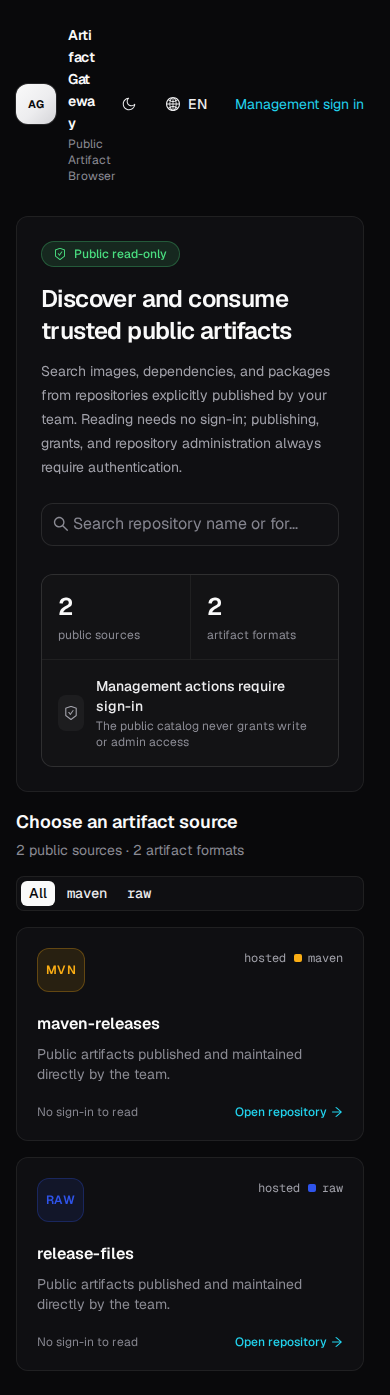 AG
Arti
fact
Gat
ewa
y
Public
Artifact
Browser
EN
Management sign in
Public read-only
Discover and consume
trusted public artifacts
Search images, dependencies, and packages
from repositories explicitly published by your
team. Reading needs no sign-in; publishing,
grants, and repository administration always
require authentication.
Search repository name or for...
2
public sources
2
artifact formats
Management actions require
sign-in
The public catalog never grants write
or admin access
Choose an artifact source
2 public sources · 2 artifact formats
All maven raw
MVN
hosted maven
maven-releases
Public artifacts published and maintained
directly by the team.
No sign-in to read
Open repository →
RAW
hosted raw
release-files
Public artifacts published and maintained
directly by the team.
No sign-in to read
Open repository →